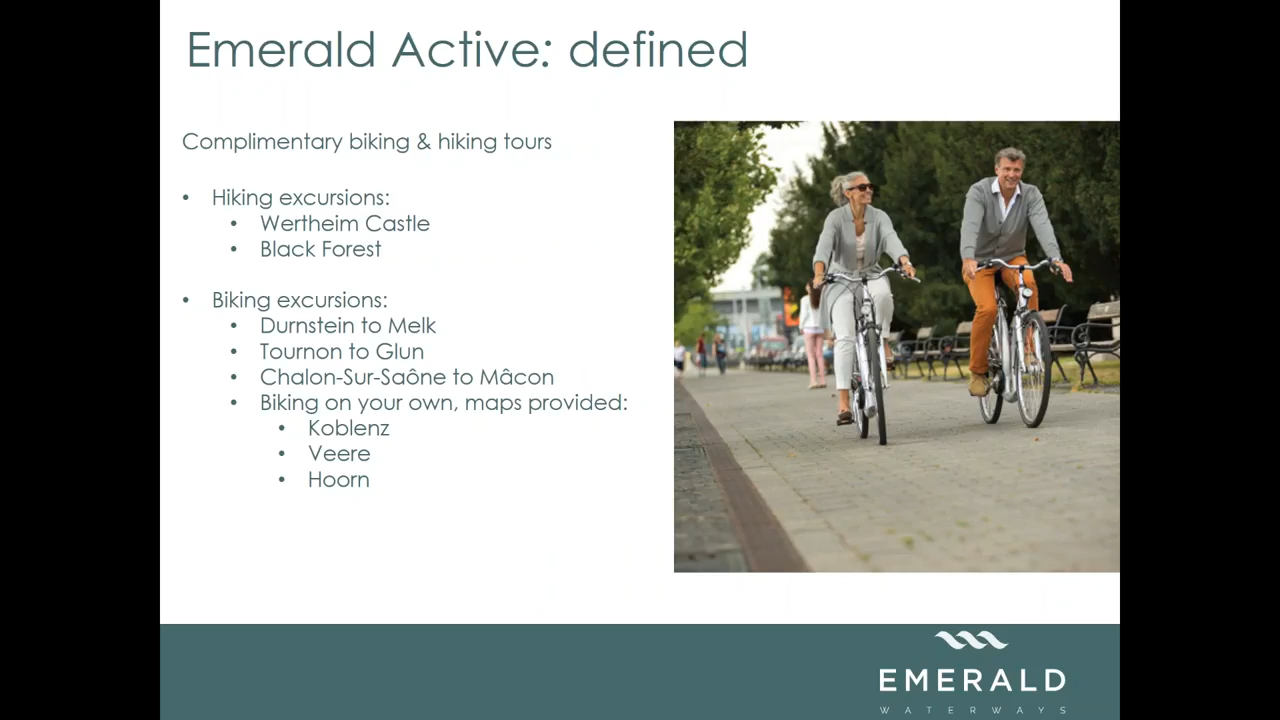 Emerald Active: defined
Complimentary biking & hiking tours
• Hiking excursions:
• Wertheim Castle
• Black Forest
• Biking excursions:
• Durnstein to Melk
• Tournon to Glun
• Chalon-Sur-Saône to Mâcon
• Biking on your own, maps provided:
• Koblenz
• Veere
• Hoorn
EMERALD
WATERWAYS